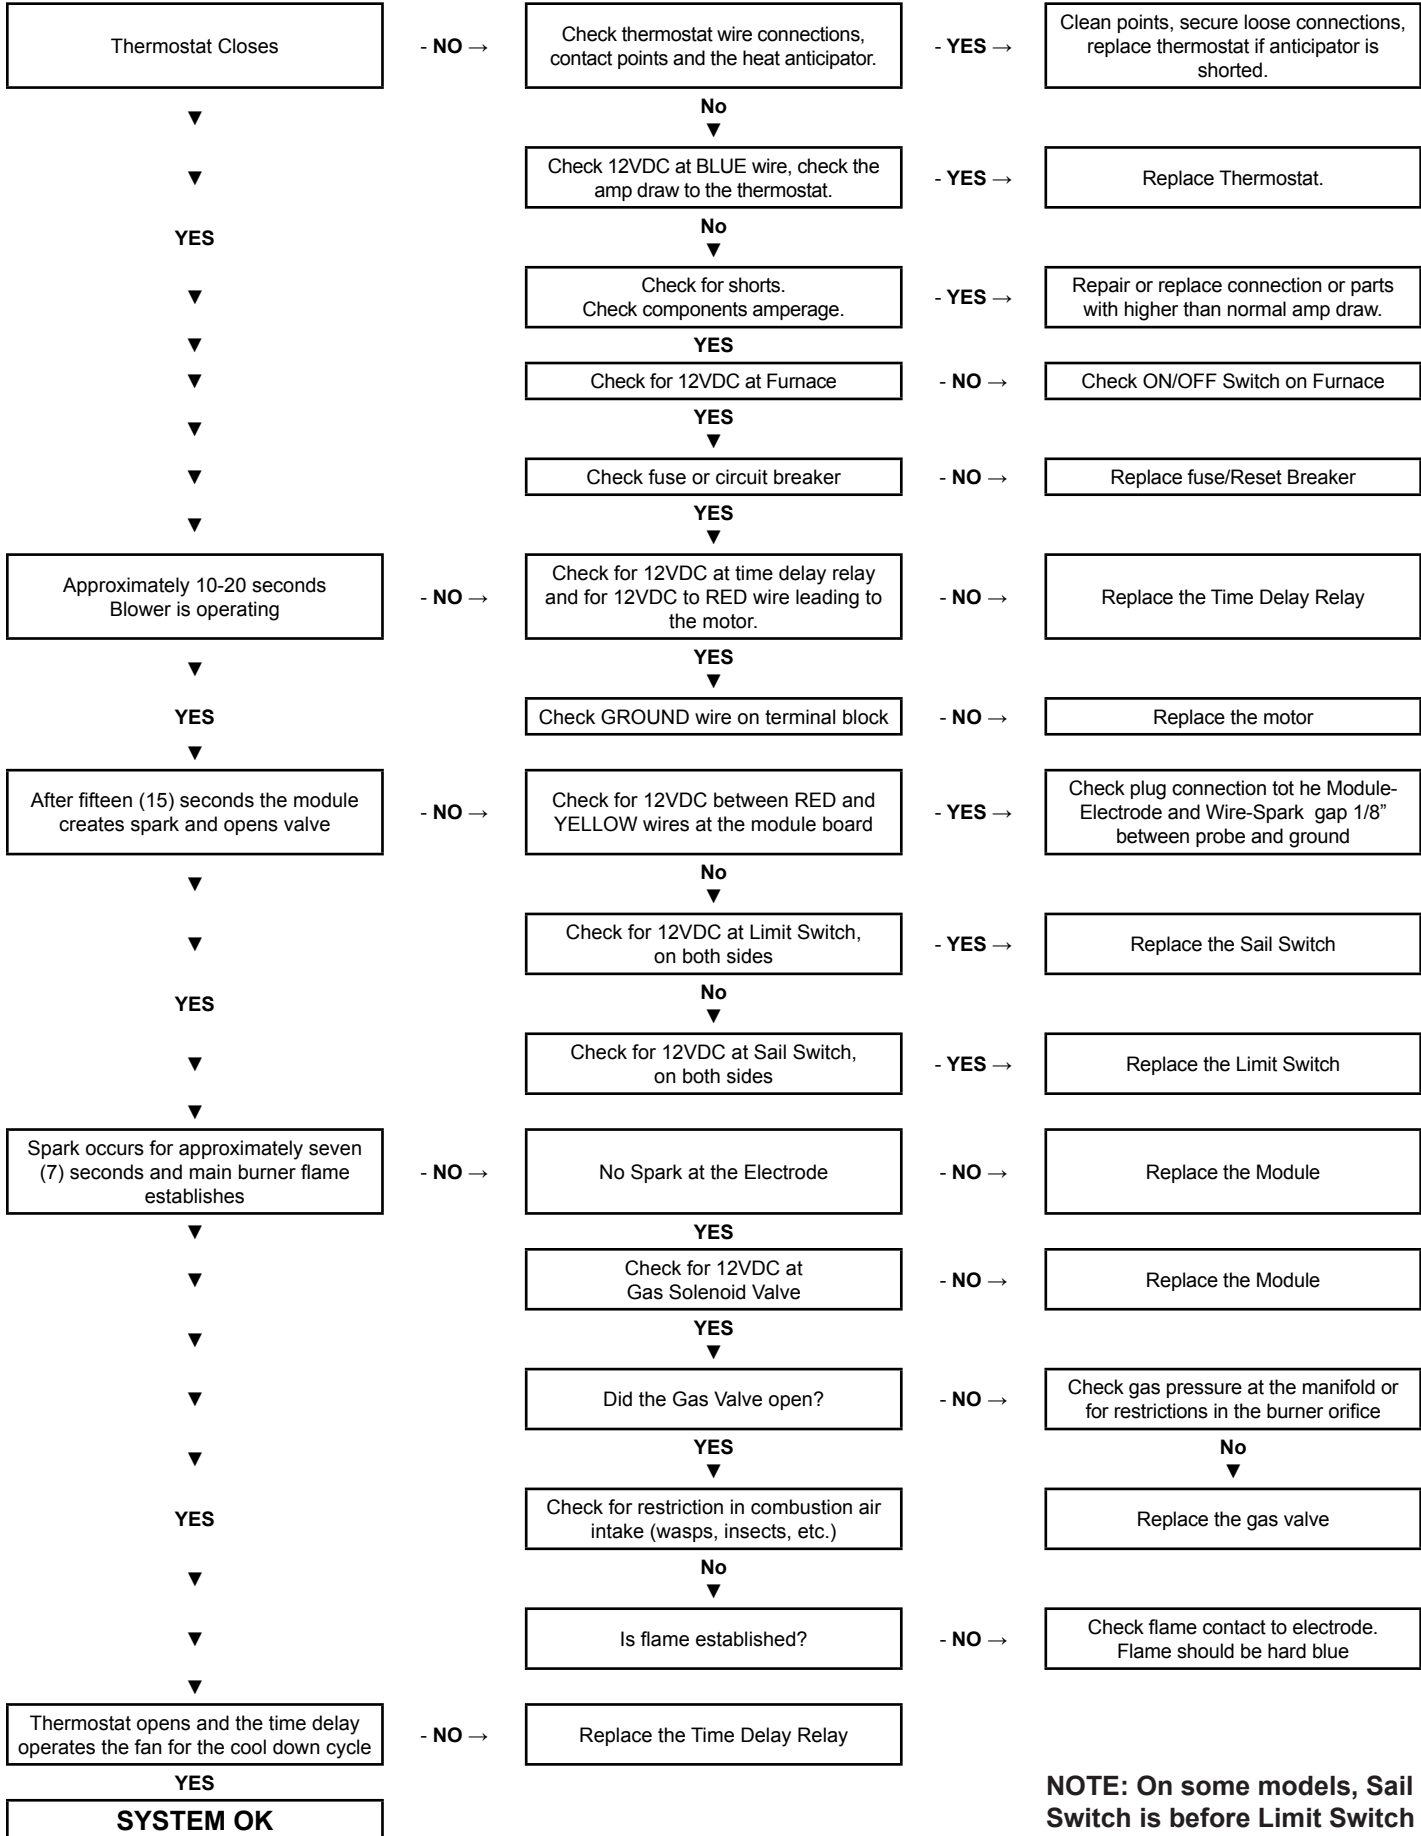 Thermostat Closes
- NO →
Check thermostat wire connections,
contact points and the heat anticipator.
- YES →
Clean points, secure loose connections,
replace thermostat if anticipator is
shorted.
▼
No
▼
▼
Check 12VDC at BLUE wire, check the
amp draw to the thermostat.
- YES →
Replace Thermostat.
YES
No
▼
▼
Check for shorts.
Check components amperage.
- YES →
Repair or replace connection or parts
with higher than normal amp draw.
▼
YES
▼
Check for 12VDC at Furnace
- NO →
Check ON/OFF Switch on Furnace
▼
YES
▼
▼
Check fuse or circuit breaker
- NO →
Replace fuse/Reset Breaker
▼
YES
▼
Approximately 10-20 seconds
Blower is operating
- NO →
Check for 12VDC at time delay relay
and for 12VDC to RED wire leading to
the motor.
- NO →
Replace the Time Delay Relay
▼
YES
▼
YES
Check GROUND wire on terminal block
- NO →
Replace the motor
▼
After fifteen (15) seconds the module
creates spark and opens valve
- NO →
Check for 12VDC between RED and
YELLOW wires at the module board
- YES →
Check plug connection tot he Module-
Electrode and Wire-Spark  gap 1/8”
between probe and ground
▼
No
▼
▼
Check for 12VDC at Limit Switch,
on both sides
- YES →
Replace the Sail Switch
YES
No
▼
▼
Check for 12VDC at Sail Switch,
on both sides
- YES →
Replace the Limit Switch
▼
Spark occurs for approximately seven
(7) seconds and main burner flame
establishes
- NO →
No Spark at the Electrode
- NO →
Replace the Module
▼
YES
▼
Check for 12VDC at
Gas Solenoid Valve
- NO →
Replace the Module
▼
YES
▼
▼
Did the Gas Valve open?
- NO →
Check gas pressure at the manifold or
for restrictions in the burner orifice
▼
YES
▼
No
▼
YES
Check for restriction in combustion air
intake (wasps, insects, etc.)
Replace the gas valve
▼
No
▼
▼
Is flame established?
- NO →
Check flame contact to electrode.
Flame should be hard blue
▼
Thermostat opens and the time delay
operates the fan for the cool down cycle
- NO →
Replace the Time Delay Relay
YES
SYSTEM OK
NOTE: On some models, Sail
Switch is before Limit Switch